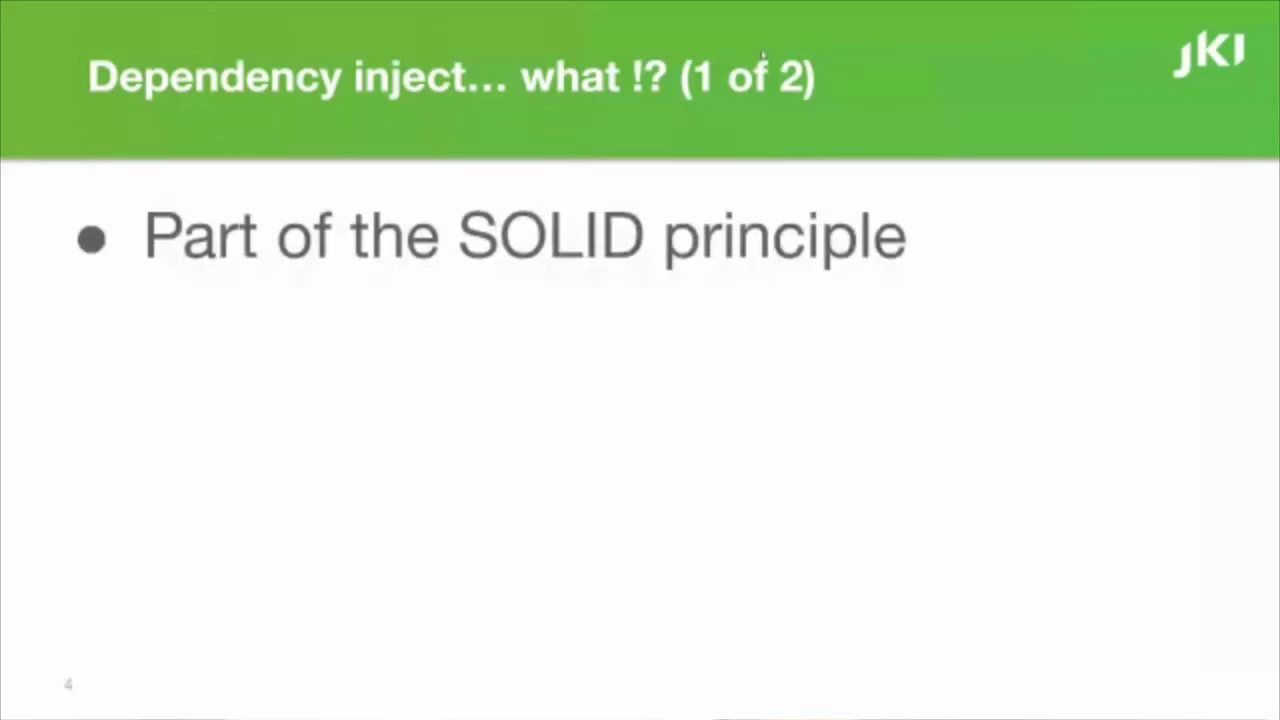 Dependency inject... what !? (1 of 2)
JKI
● Part of the SOLID principle
4